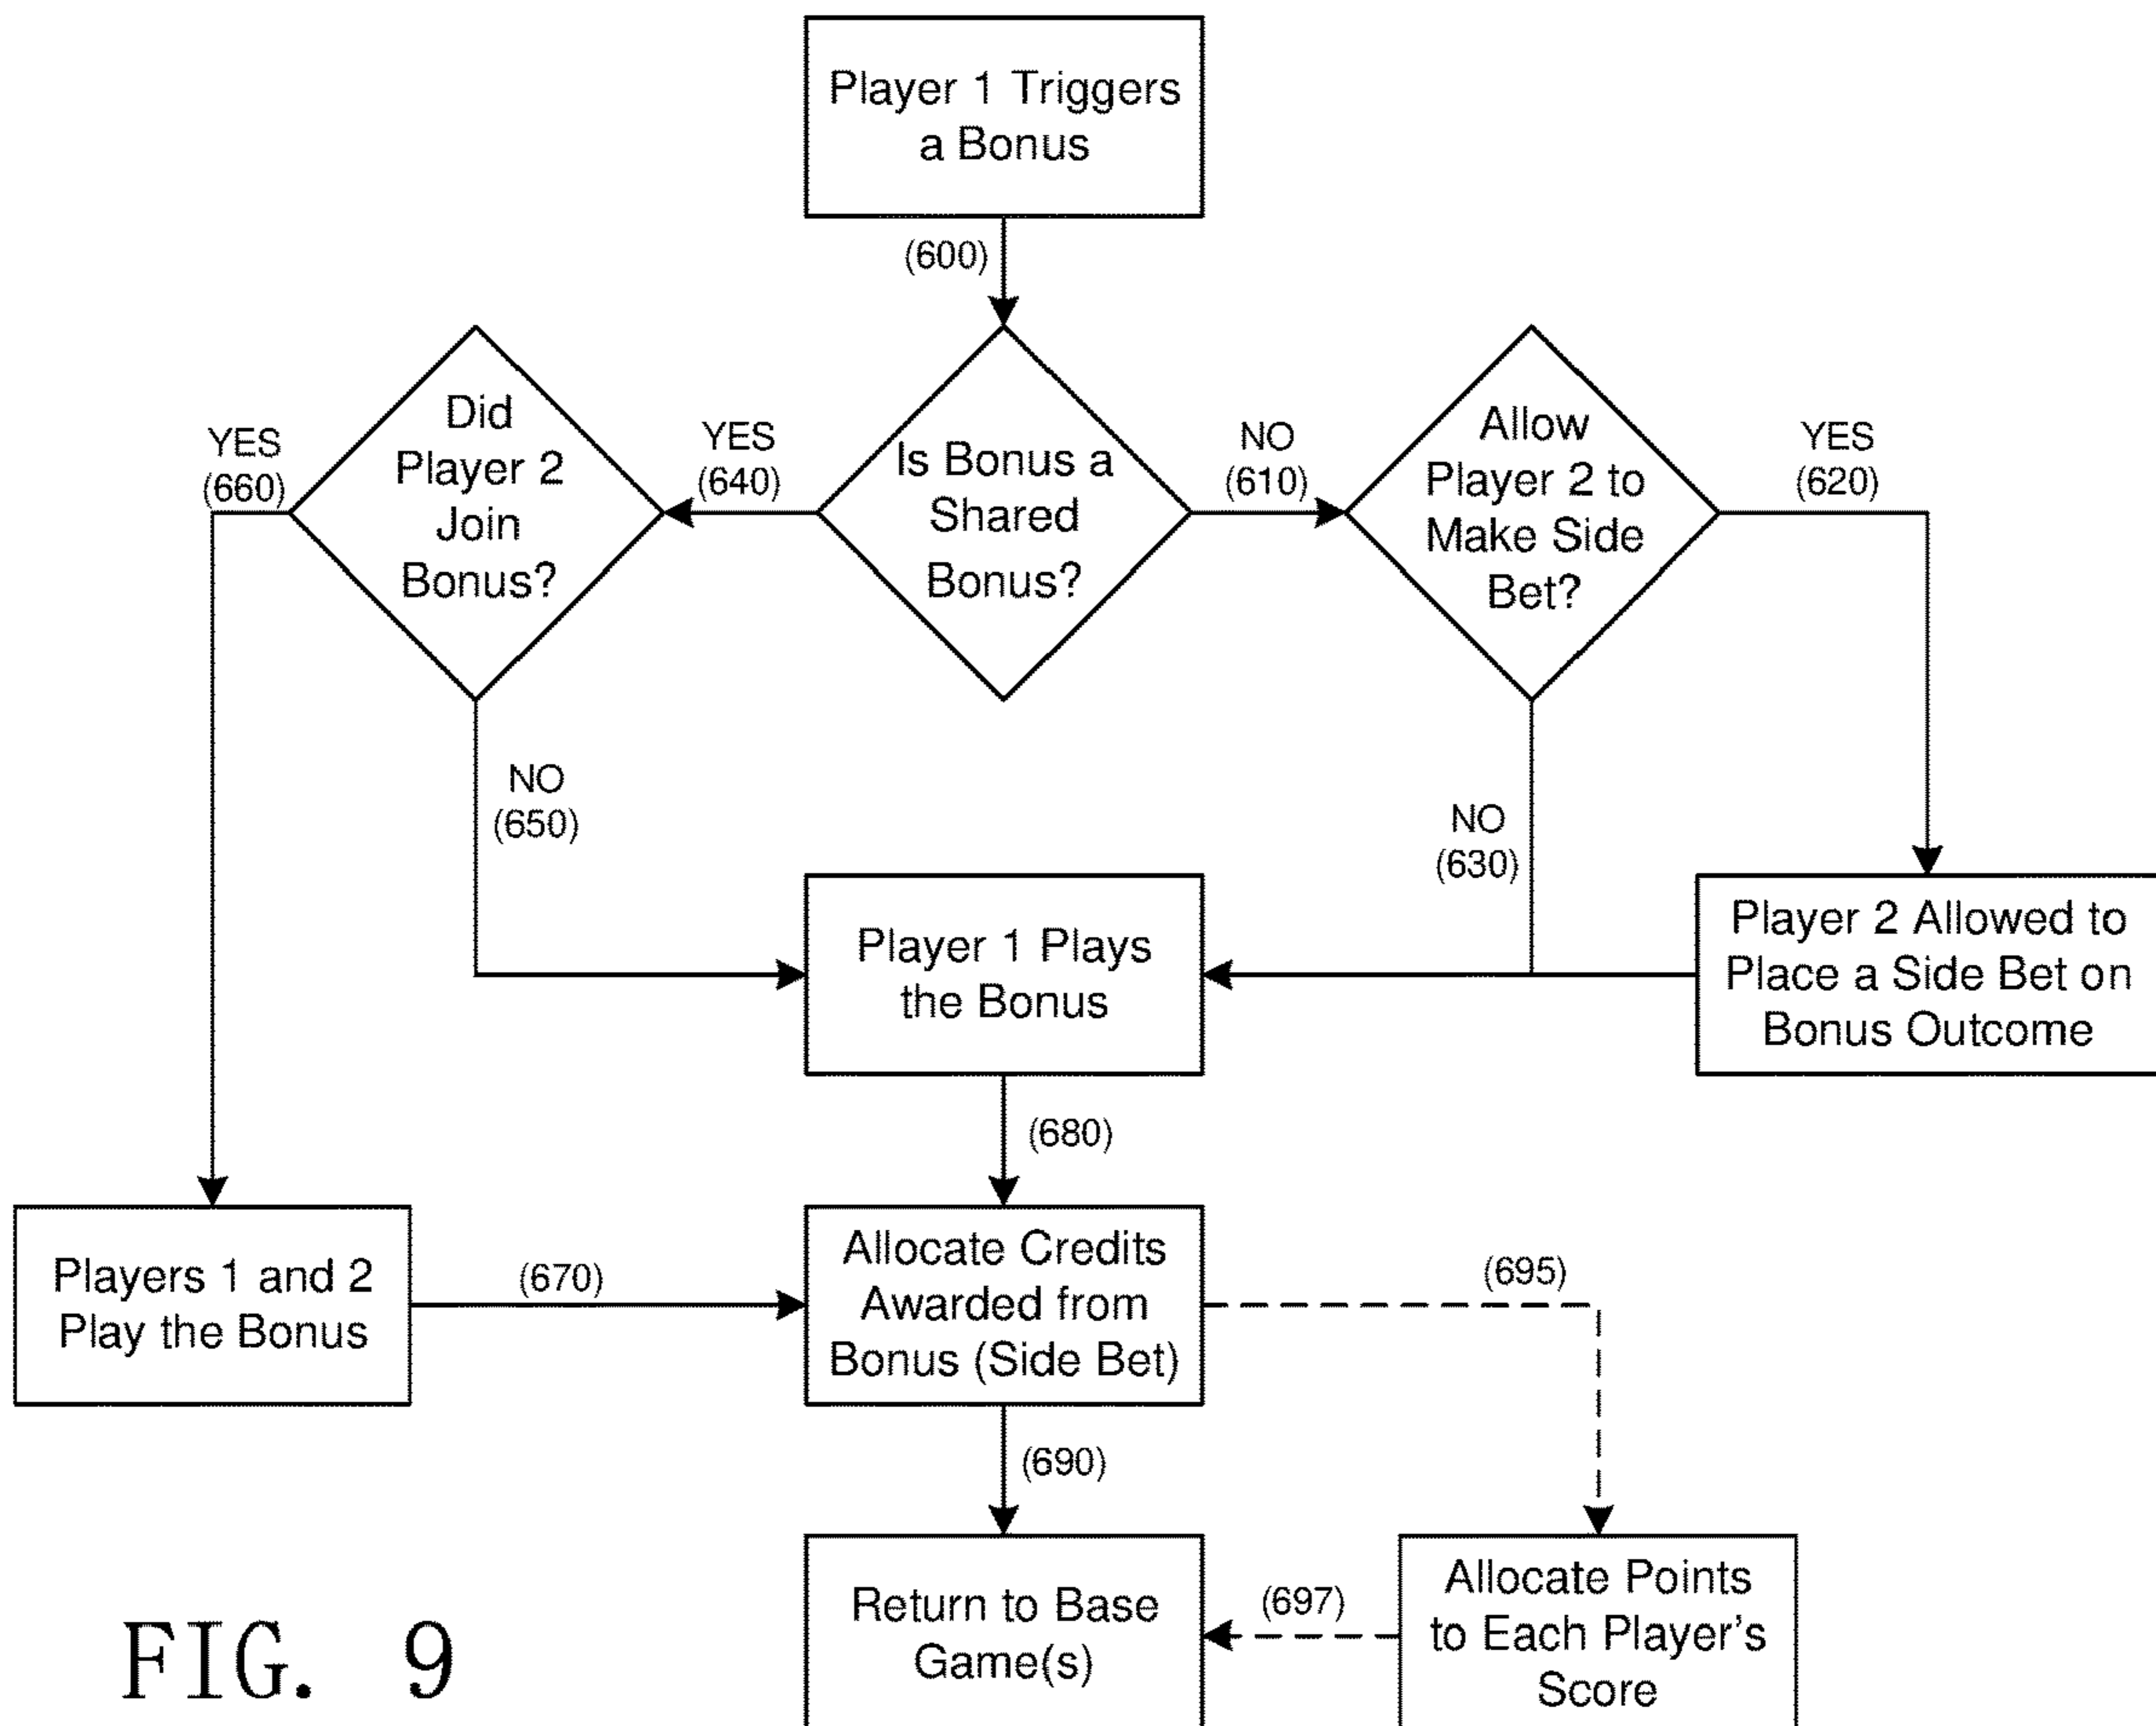 Player 1 Triggers
a Bonus
(600)
Did
Player 2
Join
Bonus?
YES
(660)
YES
(640)
Is Bonus a
Shared
Bonus?
NO
(610)
Allow
Player 2 to
Make Side
Bet?
YES
(620)
NO
(650)
NO
(630)
Player 1 Plays
the Bonus
Player 2 Allowed to
Place a Side Bet on
Bonus Outcome
(680)
Players 1 and 2
Play the Bonus
(670)
Allocate Credits
Awarded from
Bonus (Side Bet)
(695)
(690)
Return to Base
Game(s)
(697)
Allocate Points
to Each Player's
Score
FIG. 9